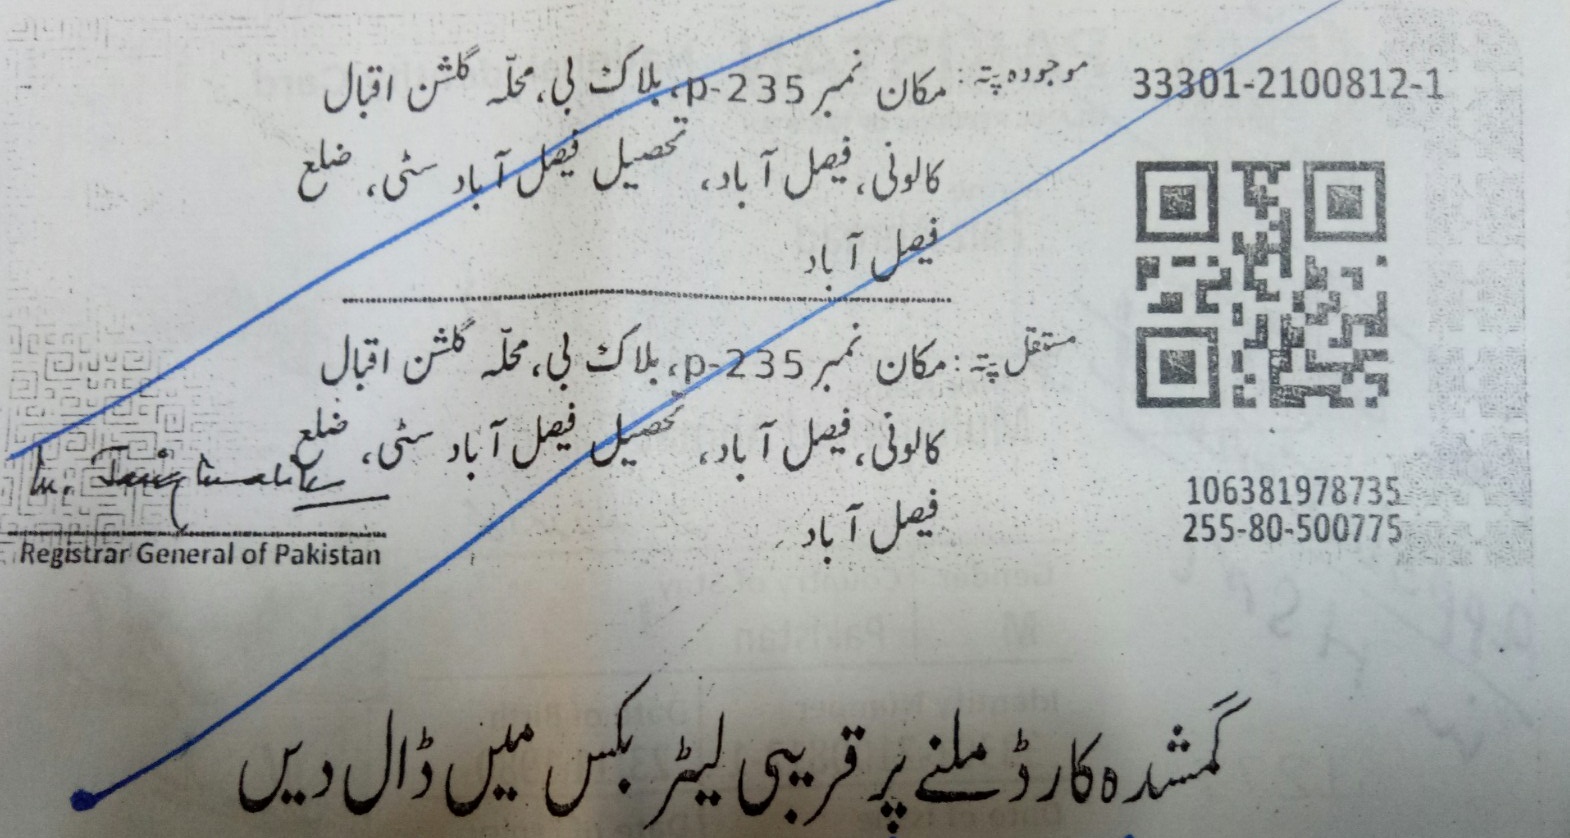 33301-2100812-1
موجودہ پتہ: مکان نمبر p-235، بلاک بی، محلّہ گلشن اقبال
کالونی، فیصل آباد، تحصیل فیصل آباد سٹی، ضلع
فیصل آباد
مستقل پتہ: مکان نمبر p-235، بلاک بی، محلّہ گلشن اقبال
کالونی، فیصل آباد، تحصیل فیصل آباد سٹی، ضلع
فیصل آباد
106381978735
255-80-500775
Registrar General of Pakistan
گمشدہ کارڈ ملنے پر قریبی لیٹر بکس میں ڈال دیں